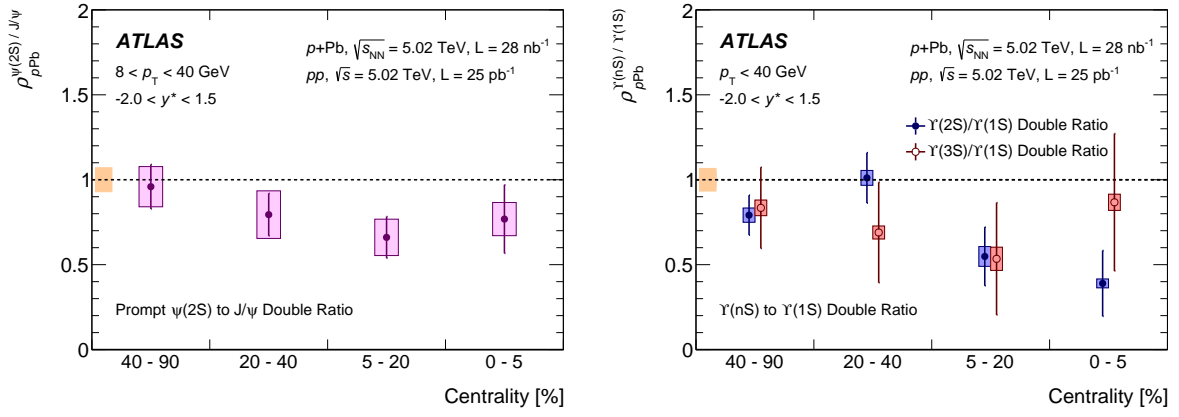 ATLAS
p+Pb, √s_NN = 5.02 TeV, L = 28 nb⁻¹
8 < p_T < 40 GeV
pp, √s = 5.02 TeV, L = 25 pb⁻¹
-2.0 < y* < 1.5
Prompt ψ(2S) to J/ψ Double Ratio
ρ_pPb^ψ(2S) / J/ψ
2
1.5
1
0.5
0
40 - 90
20 - 40
5 - 20
0 - 5
Centrality [%]
ATLAS
p+Pb, √s_NN = 5.02 TeV, L = 28 nb⁻¹
p_T < 40 GeV
pp, √s = 5.02 TeV, L = 25 pb⁻¹
-2.0 < y* < 1.5
ϒ(2S)/ϒ(1S) Double Ratio
ϒ(3S)/ϒ(1S) Double Ratio
ϒ(nS) to ϒ(1S) Double Ratio
ρ_pPb^ϒ(nS) / ϒ(1S)
2
1.5
1
0.5
0
40 - 90
20 - 40
5 - 20
0 - 5
Centrality [%]